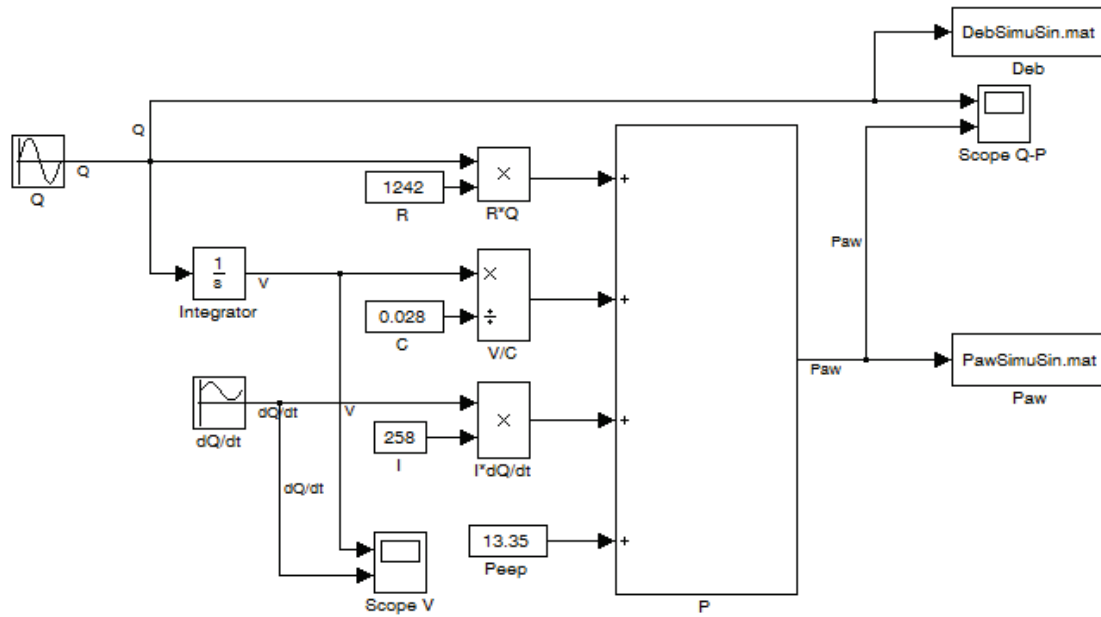 DebSimuSin.mat
Deb
Q
Scope Q-P
Q
Q
×
1242
R
R*Q
+
Paw
1
s
Integrator
V
×
0.028
C
÷
V/C
+
PawSimuSin.mat
Paw
Paw
dQ/dt
V
dQ/dt
×
258
I
I*dQ/dt
+
dQ/dt
13.35
Peep
+
Scope V
P